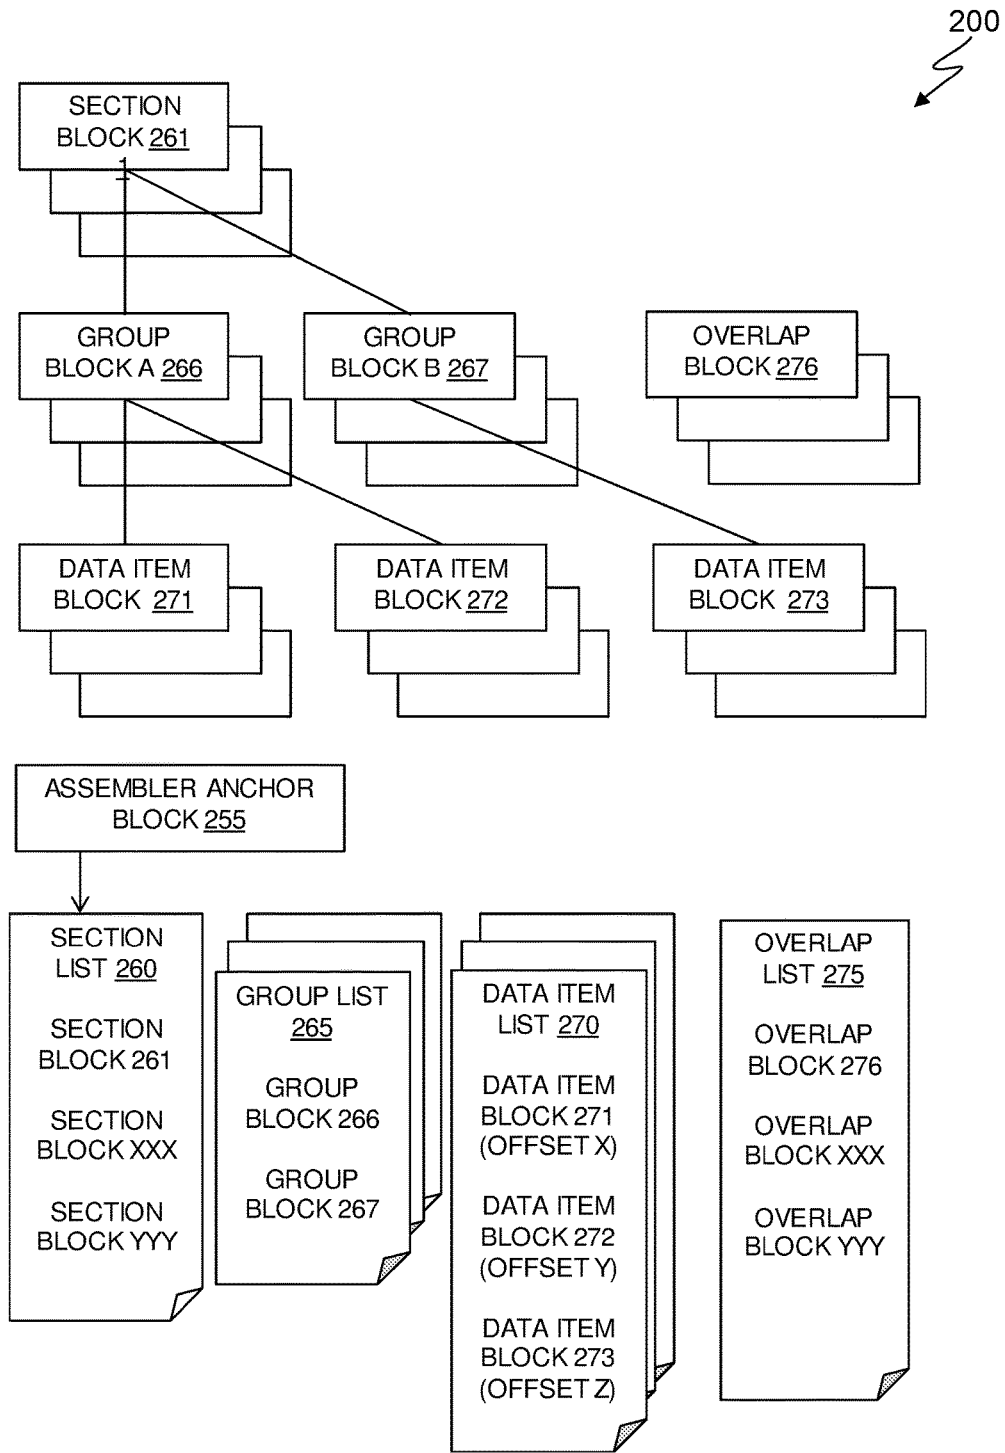 200
SECTION
BLOCK 261
GROUP
BLOCK A 266
GROUP
BLOCK B 267
OVERLAP
BLOCK 276
DATA ITEM
BLOCK 271
DATA ITEM
BLOCK 272
DATA ITEM
BLOCK 273
ASSEMBLER ANCHOR
BLOCK 255
SECTION
LIST 260
SECTION
BLOCK 261
SECTION
BLOCK XXX
SECTION
BLOCK YYY
GROUP LIST
265
GROUP
BLOCK 266
GROUP
BLOCK 267
DATA ITEM
LIST 270
DATA ITEM
BLOCK 271
(OFFSET X)
DATA ITEM
BLOCK 272
(OFFSET Y)
DATA ITEM
BLOCK 273
(OFFSET Z)
OVERLAP
LIST 275
OVERLAP
BLOCK 276
OVERLAP
BLOCK XXX
OVERLAP
BLOCK YYY